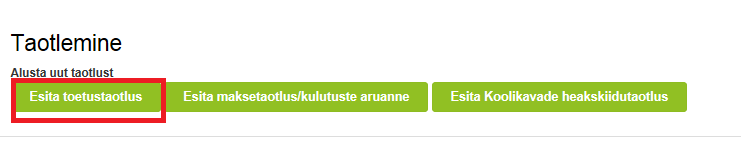 Taotlemine
Alusta uut taotlust
Esita toetustaotlus Esita maksetaotlus/kulutuste aruanne Esita Koolikavade heakskiidutaotlus